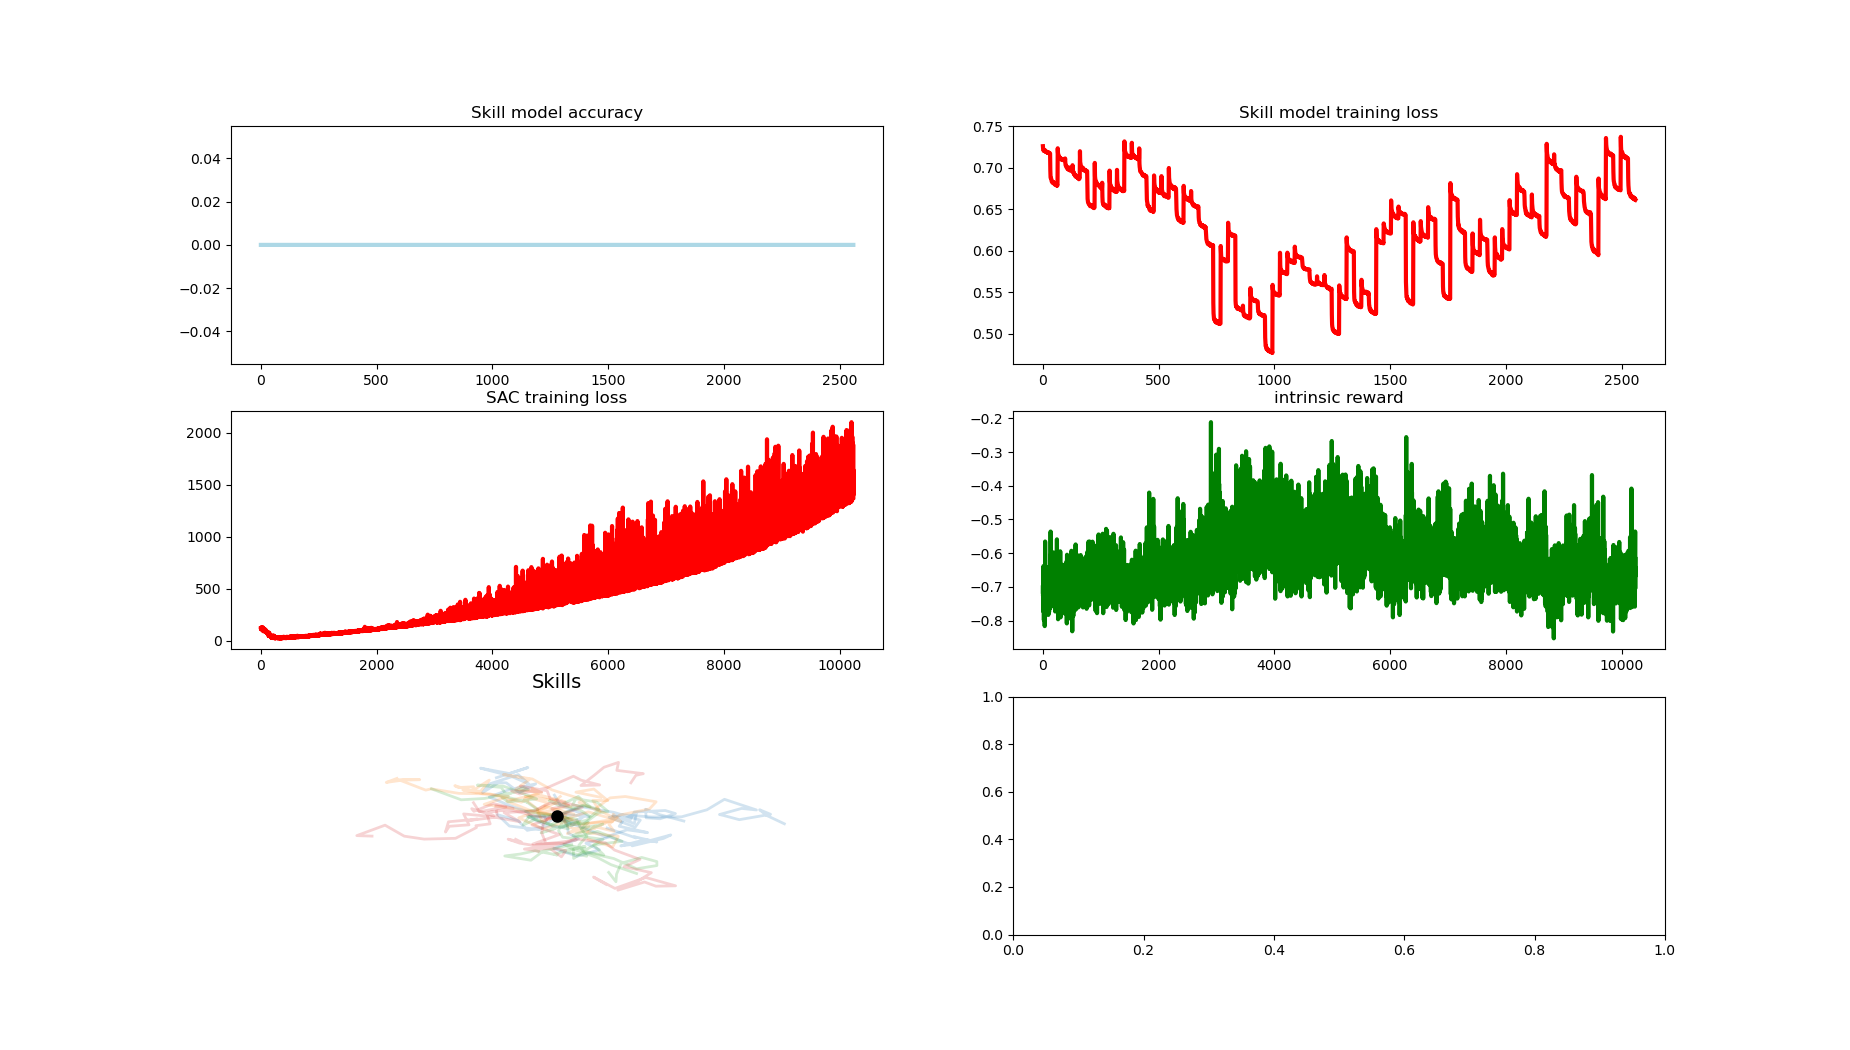 Skill model accuracy
0.04
0.02
0.00
−0.02
−0.04
0 500 1000 1500 2000 2500
Skill model training loss
0.75
0.70
0.65
0.60
0.55
0.50
0 500 1000 1500 2000 2500
SAC training loss
2000
1500
1000
500
0
0 2000 4000 6000 8000 10000
intrinsic reward
−0.2
−0.3
−0.4
−0.5
−0.6
−0.7
−0.8
0 2000 4000 6000 8000 10000
Skills
1.0
0.8
0.6
0.4
0.2
0.0
0.0 0.2 0.4 0.6 0.8 1.0